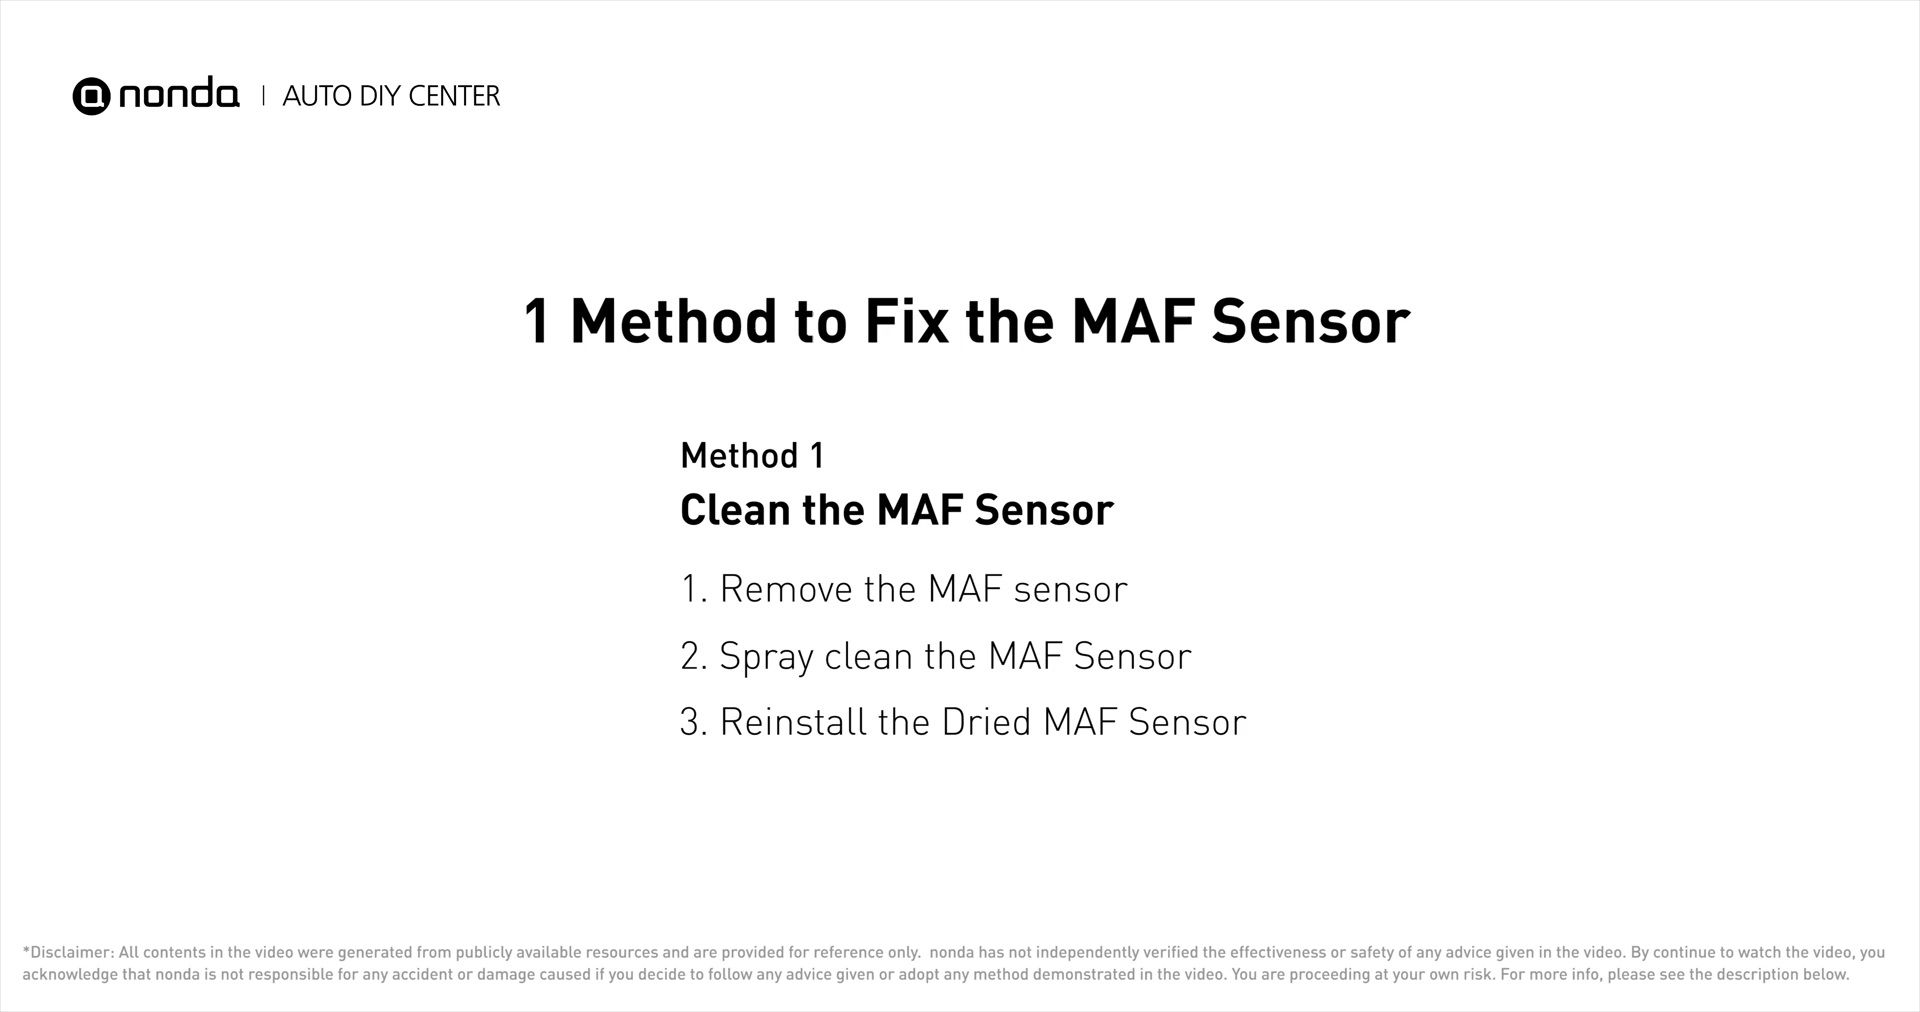 nonda | AUTO DIY CENTER
1 Method to Fix the MAF Sensor
Method 1
Clean the MAF Sensor
1. Remove the MAF sensor
2. Spray clean the MAF Sensor
3. Reinstall the Dried MAF Sensor
*Disclaimer: All contents in the video were generated from publicly available resources and are provided for reference only.  nonda has not independently verified the effectiveness or safety of any advice given in the video. By continue to watch the video, you
acknowledge that nonda is not responsible for any accident or damage caused if you decide to follow any advice given or adopt any method demonstrated in the video. You are proceeding at your own risk. For more info, please see the description below.